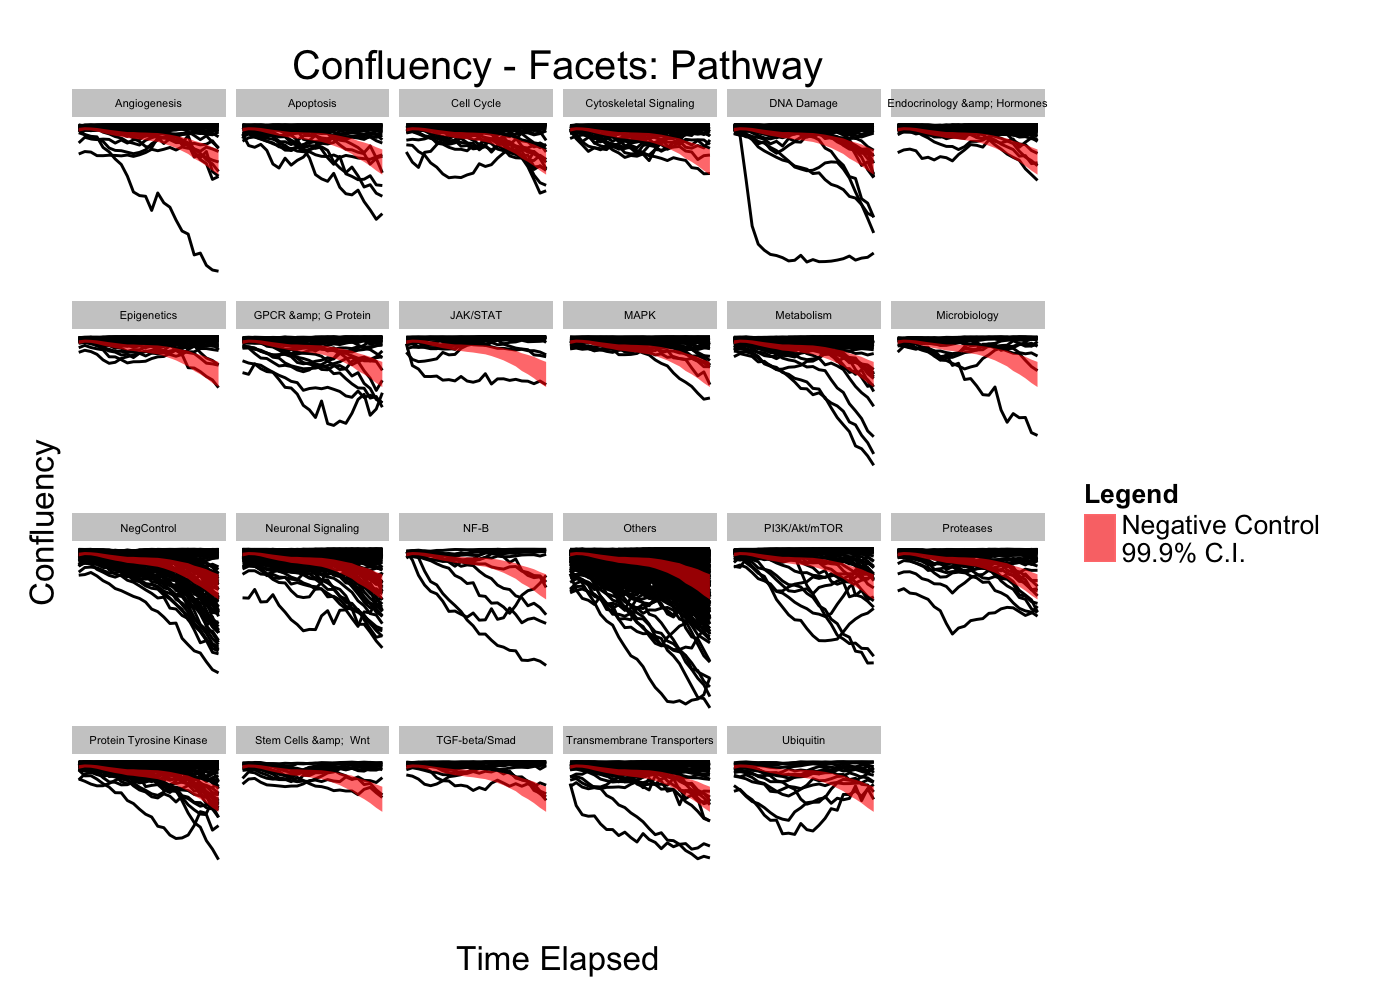 Confluency - Facets: Pathway
Angiogenesis
Apoptosis
Cell Cycle
Cytoskeletal Signaling
DNA Damage
Endocrinology &amp; Hormones
Epigenetics
GPCR &amp; G Protein
JAK/STAT
MAPK
Metabolism
Microbiology
NegControl
Neuronal Signaling
NF-B
Others
PI3K/Akt/mTOR
Proteases
Protein Tyrosine Kinase
Stem Cells &amp;  Wnt
TGF-beta/Smad
Transmembrane Transporters
Ubiquitin
Confluency
Time Elapsed
Legend
Negative Control
99.9% C.I.